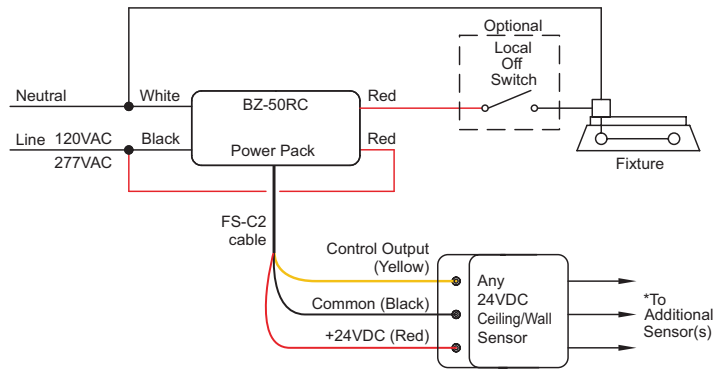 Optional
Local
Off
Switch
Neutral
White
BZ-50RC
Red
Line
120VAC
277VAC
Black
Power Pack
Red
Fixture
FS-C2
cable
Control Output
(Yellow)
Common (Black)
+24VDC (Red)
Any
24VDC
Ceiling/Wall
Sensor
*To
Additional
Sensor(s)